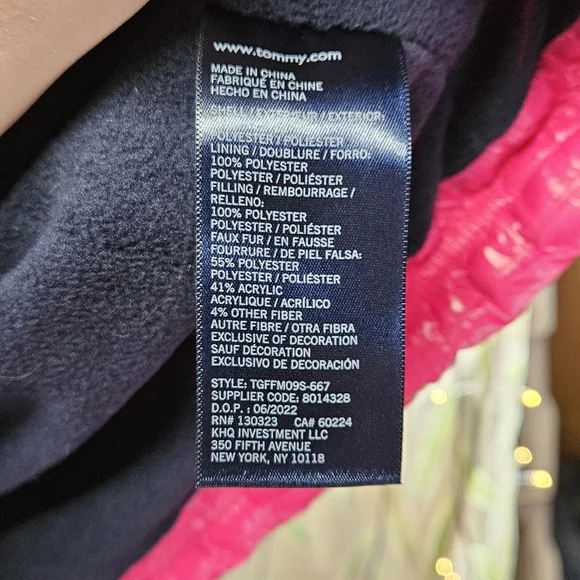 www.tommy.com
MADE IN CHINA
FABRIQUÉ EN CHINE
HECHO EN CHINA
SHELL / EXTÉRIEUR / EXTERIOR:
POLYESTER / POLIÉSTER
LINING / DOUBLURE / FORRO:
100% POLYESTER
POLYESTER / POLIÉSTER
FILLING / REMBOURRAGE /
RELLENO:
100% POLYESTER
POLYESTER / POLIÉSTER
FAUX FUR / EN FAUSSE
FOURRURE / DE PIEL FALSA:
55% POLYESTER
POLYESTER / POLIÉSTER
41% ACRYLIC
ACRYLIQUE / ACRÍLICO
4% OTHER FIBER
AUTRE FIBRE / OTRA FIBRA
EXCLUSIVE OF DECORATION
SAUF DÉCORATION
EXCLUSIVO DE DECORACIÓN
STYLE: TGFFM09S-667
SUPPLIER CODE: 8014328
D.O.P. : 06/2022
RN# 130323 CA# 60224
KHQ INVESTMENT LLC
350 FIFTH AVENUE
NEW YORK, NY 10118